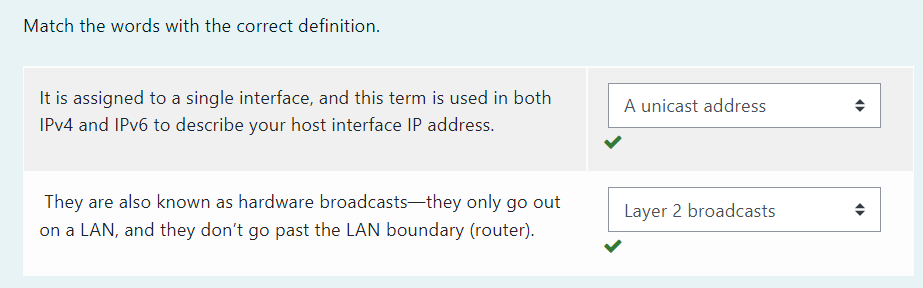 Match the words with the correct definition.
It is assigned to a single interface, and this term is used in both
IPv4 and IPv6 to describe your host interface IP address.
A unicast address
They are also known as hardware broadcasts—they only go out
on a LAN, and they don't go past the LAN boundary (router).
Layer 2 broadcasts